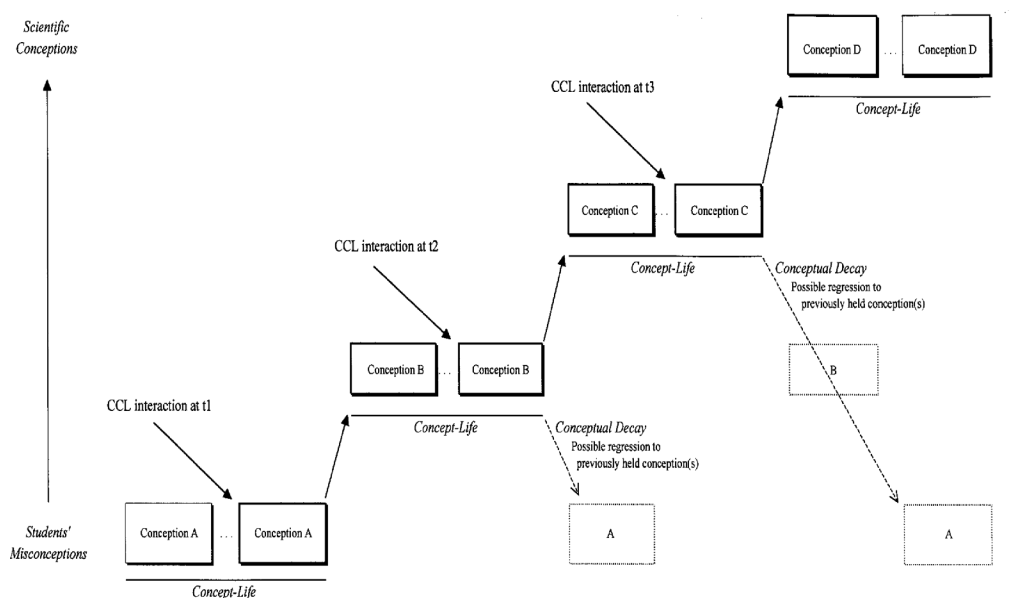 Scientific
Conceptions
Conception D
...
Conception D
Concept-Life
CCL interaction at t3
Conception C
...
Conception C
Concept-Life
Conceptual Decay
Possible regression to
previously held conception(s)
CCL interaction at t2
Conception B
...
Conception B
Concept-Life
B
Conceptual Decay
Possible regression to
previously held conception(s)
CCL interaction at t1
Students'
Misconceptions
Conception A
...
Conception A
Concept-Life
A
A